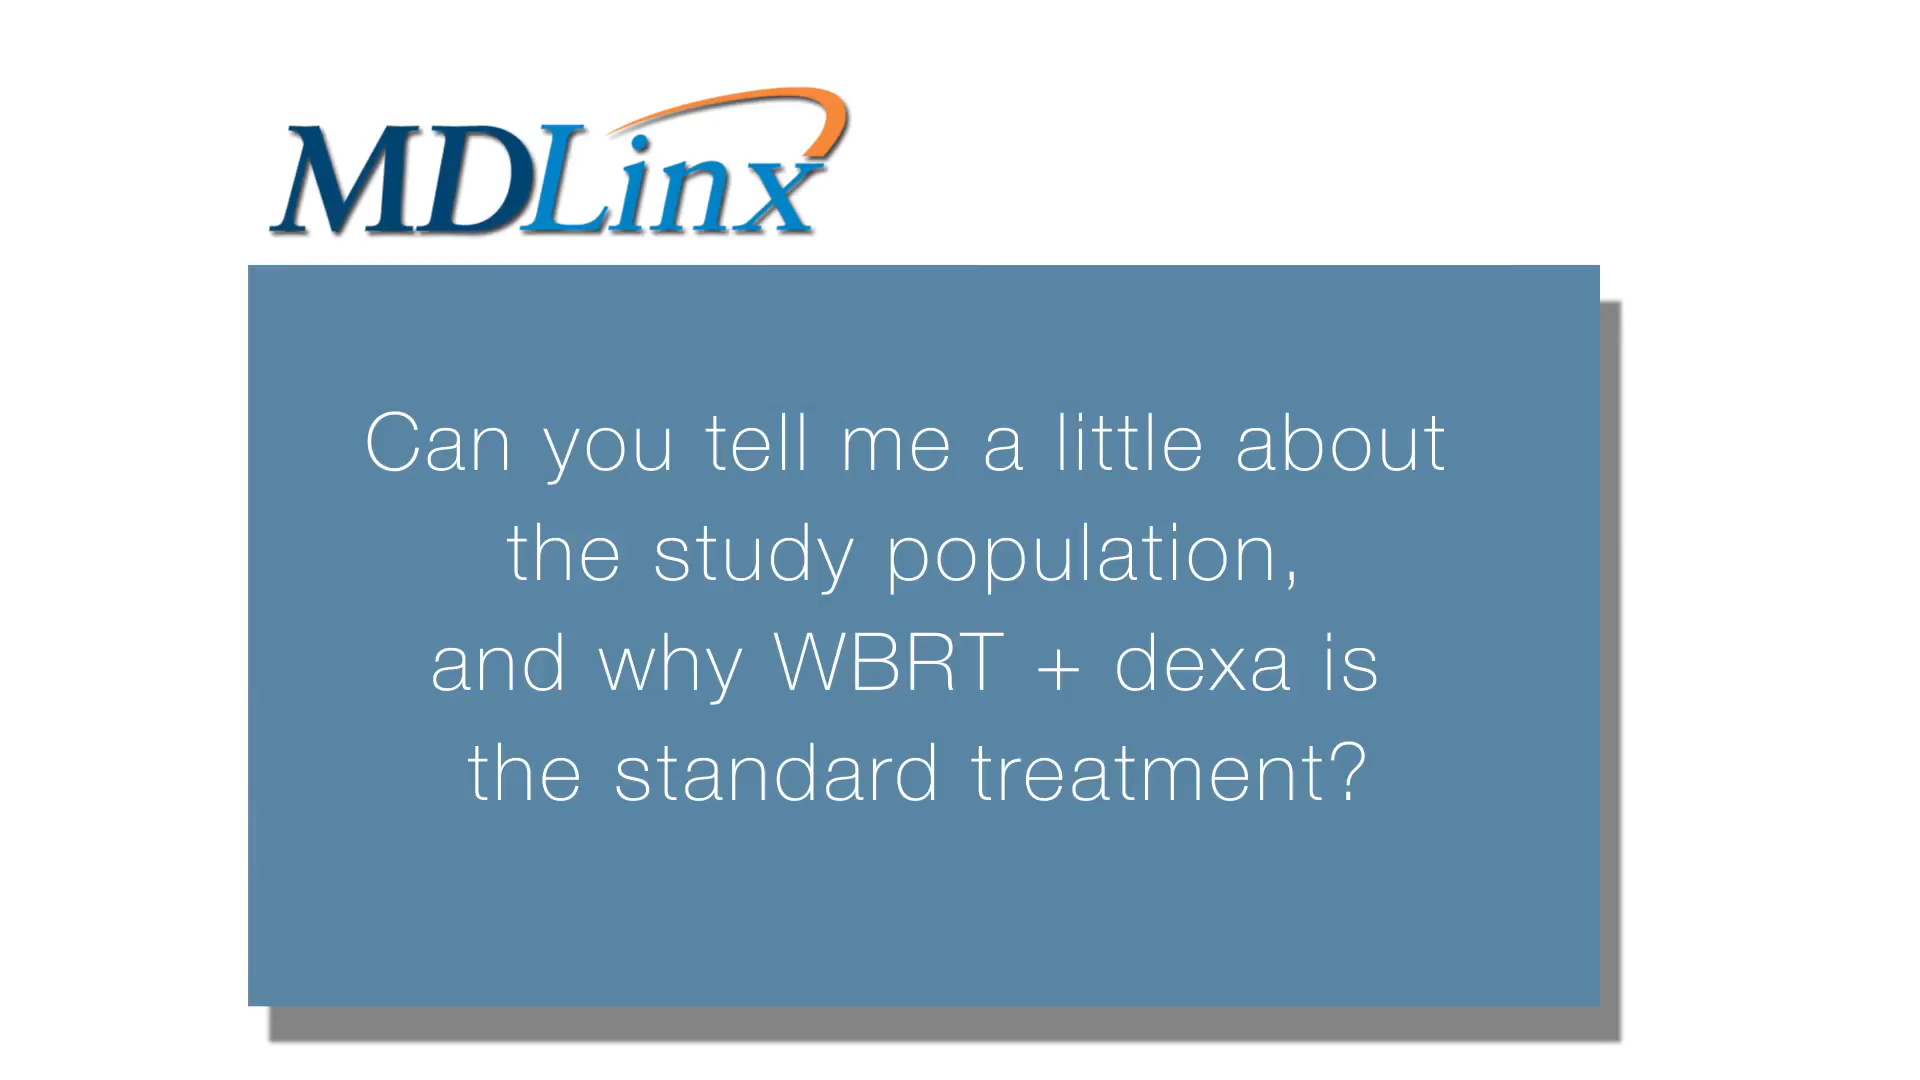 MDLinx
Can you tell me a little about
the study population,
and why WBRT + dexa is
the standard treatment?